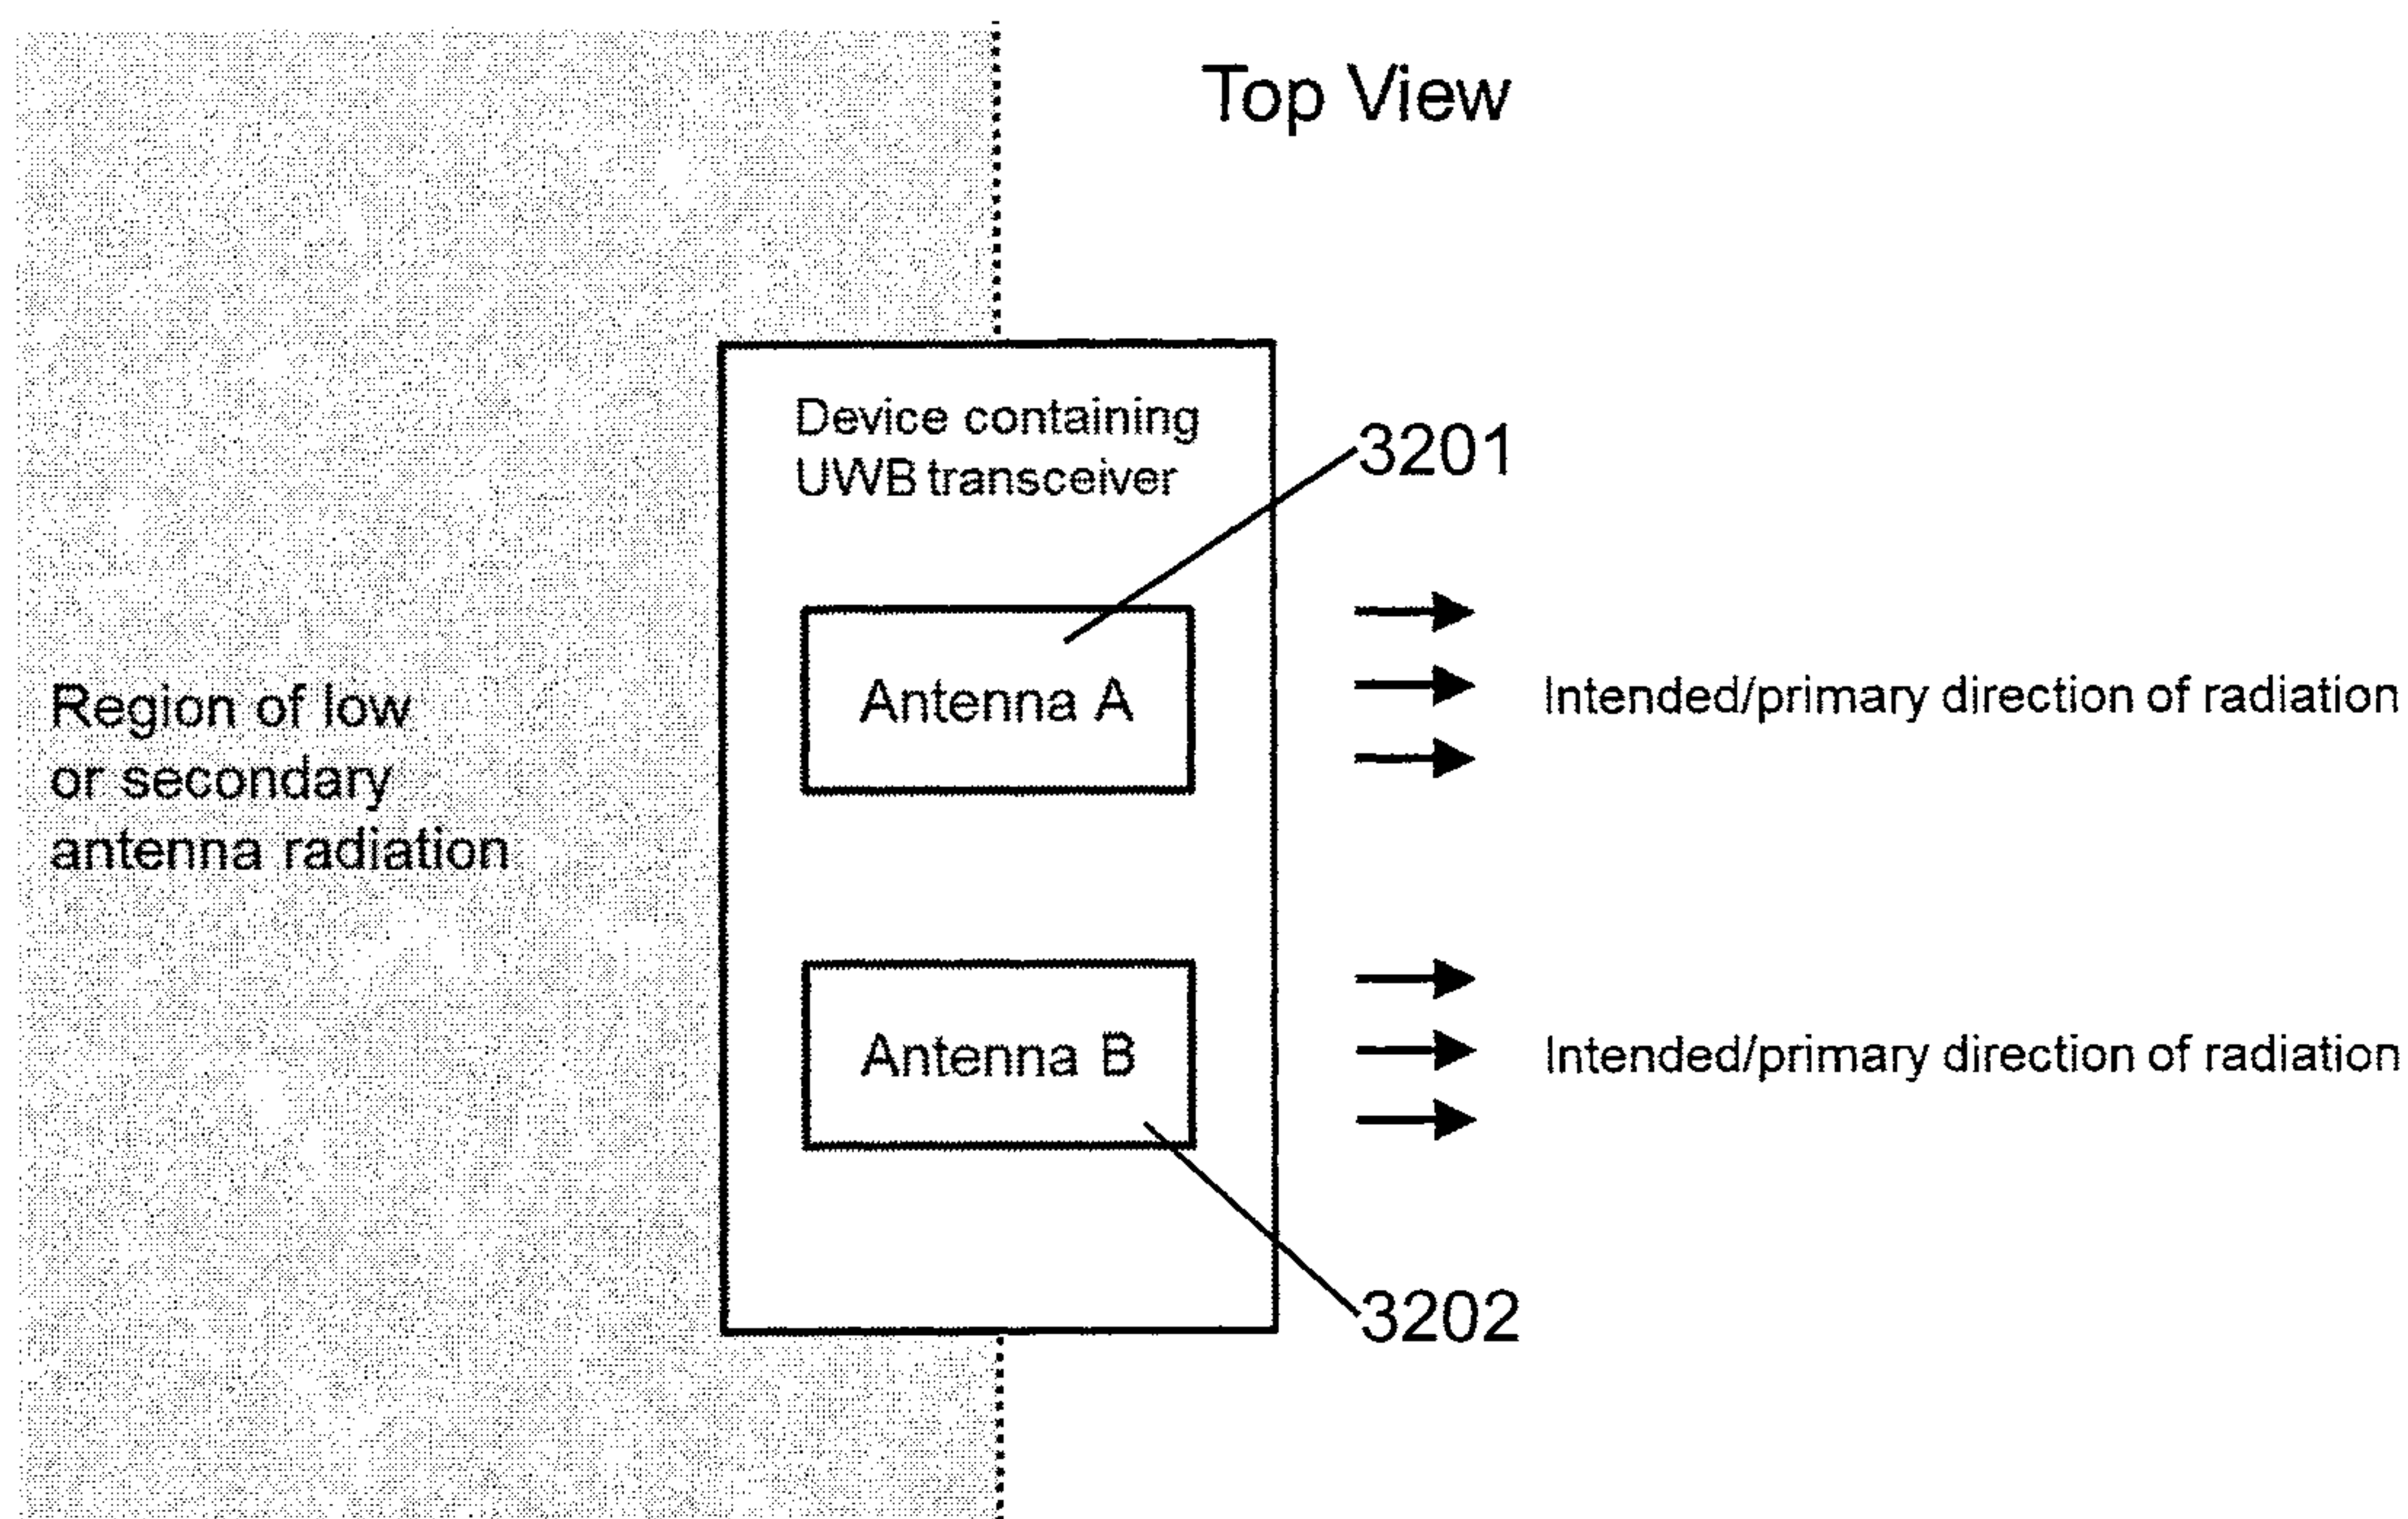 Top View
Device containing
UWB transceiver
3201
Antenna A
Intended/primary direction of radiation
Region of low
or secondary
antenna radiation
Antenna B
Intended/primary direction of radiation
3202